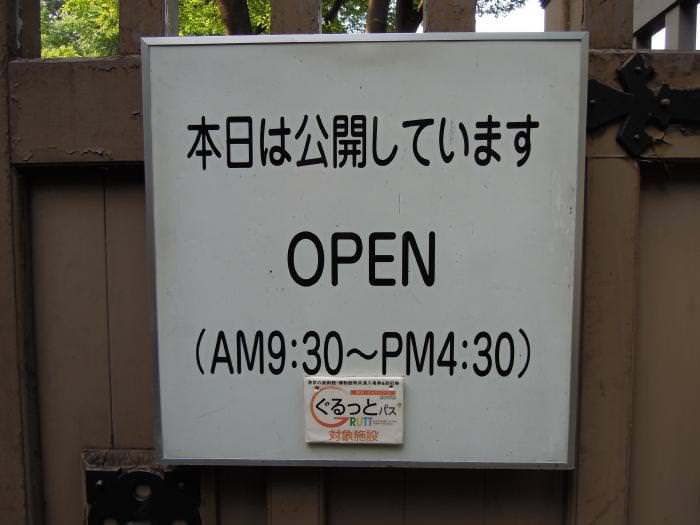 本日は公開しています
OPEN
(AM9:30～PM4:30)
ぐるっとパス
GRUTT
対象施設